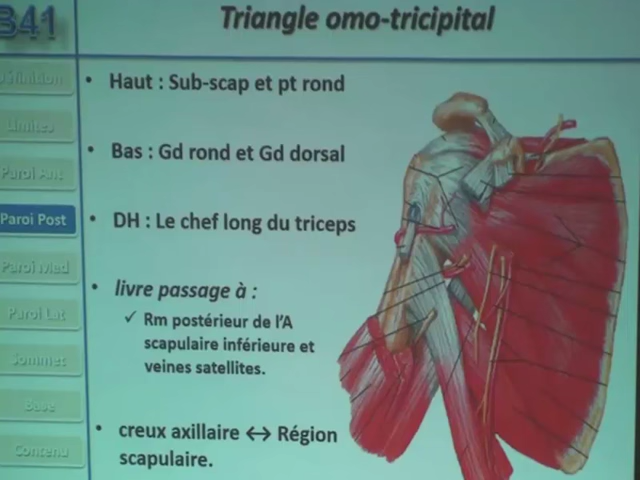 B41
Triangle omo-tricipital
Définition
Limites
Paroi Ant
Paroi Post
Paroi Med
Paroi Lat
Sommet
Base
Contenu
• Haut : Sub-scap et pt rond
• Bas : Gd rond et Gd dorsal
• DH : Le chef long du triceps
• livre passage à :
✓ Rm postérieur de l'A
scapulaire inférieure et
veines satellites.
• creux axillaire ↔ Région
scapulaire.